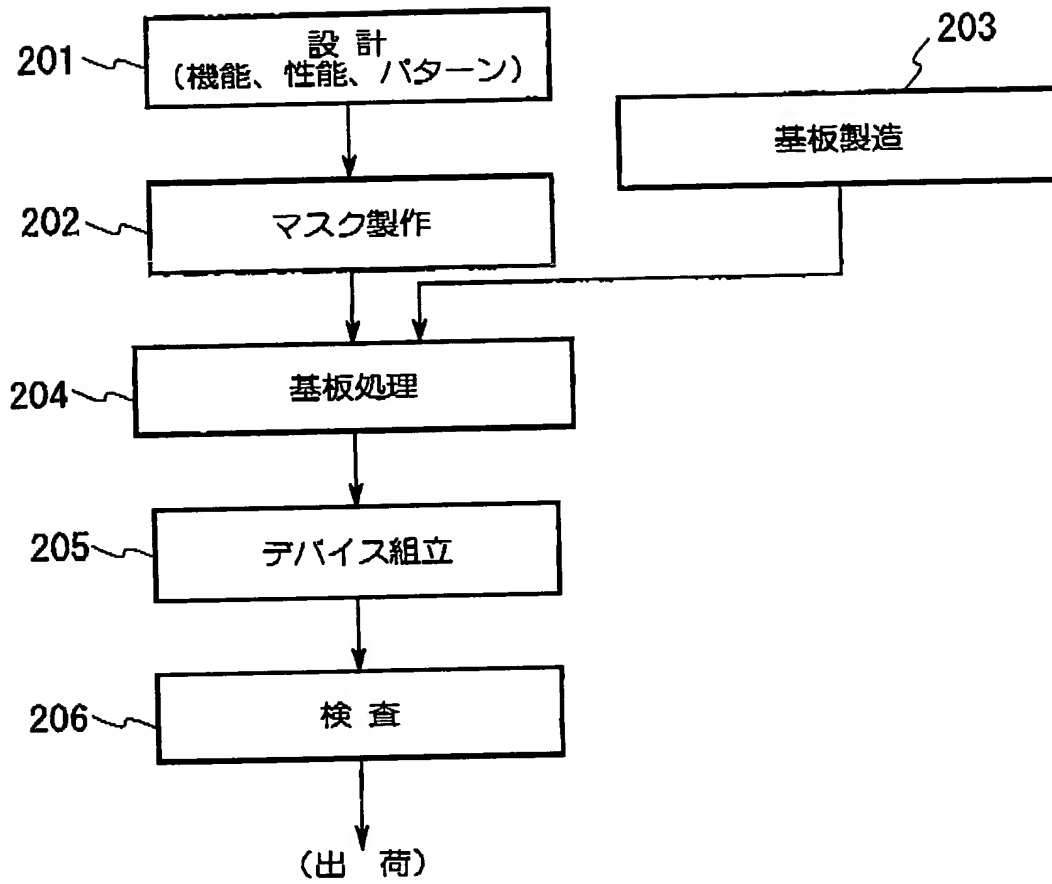 201
設 計
(機能、性能、パターン)
203
基板製造
202
マスク製作
204
基板処理
205
デバイス組立
206
検 査
(出 荷)